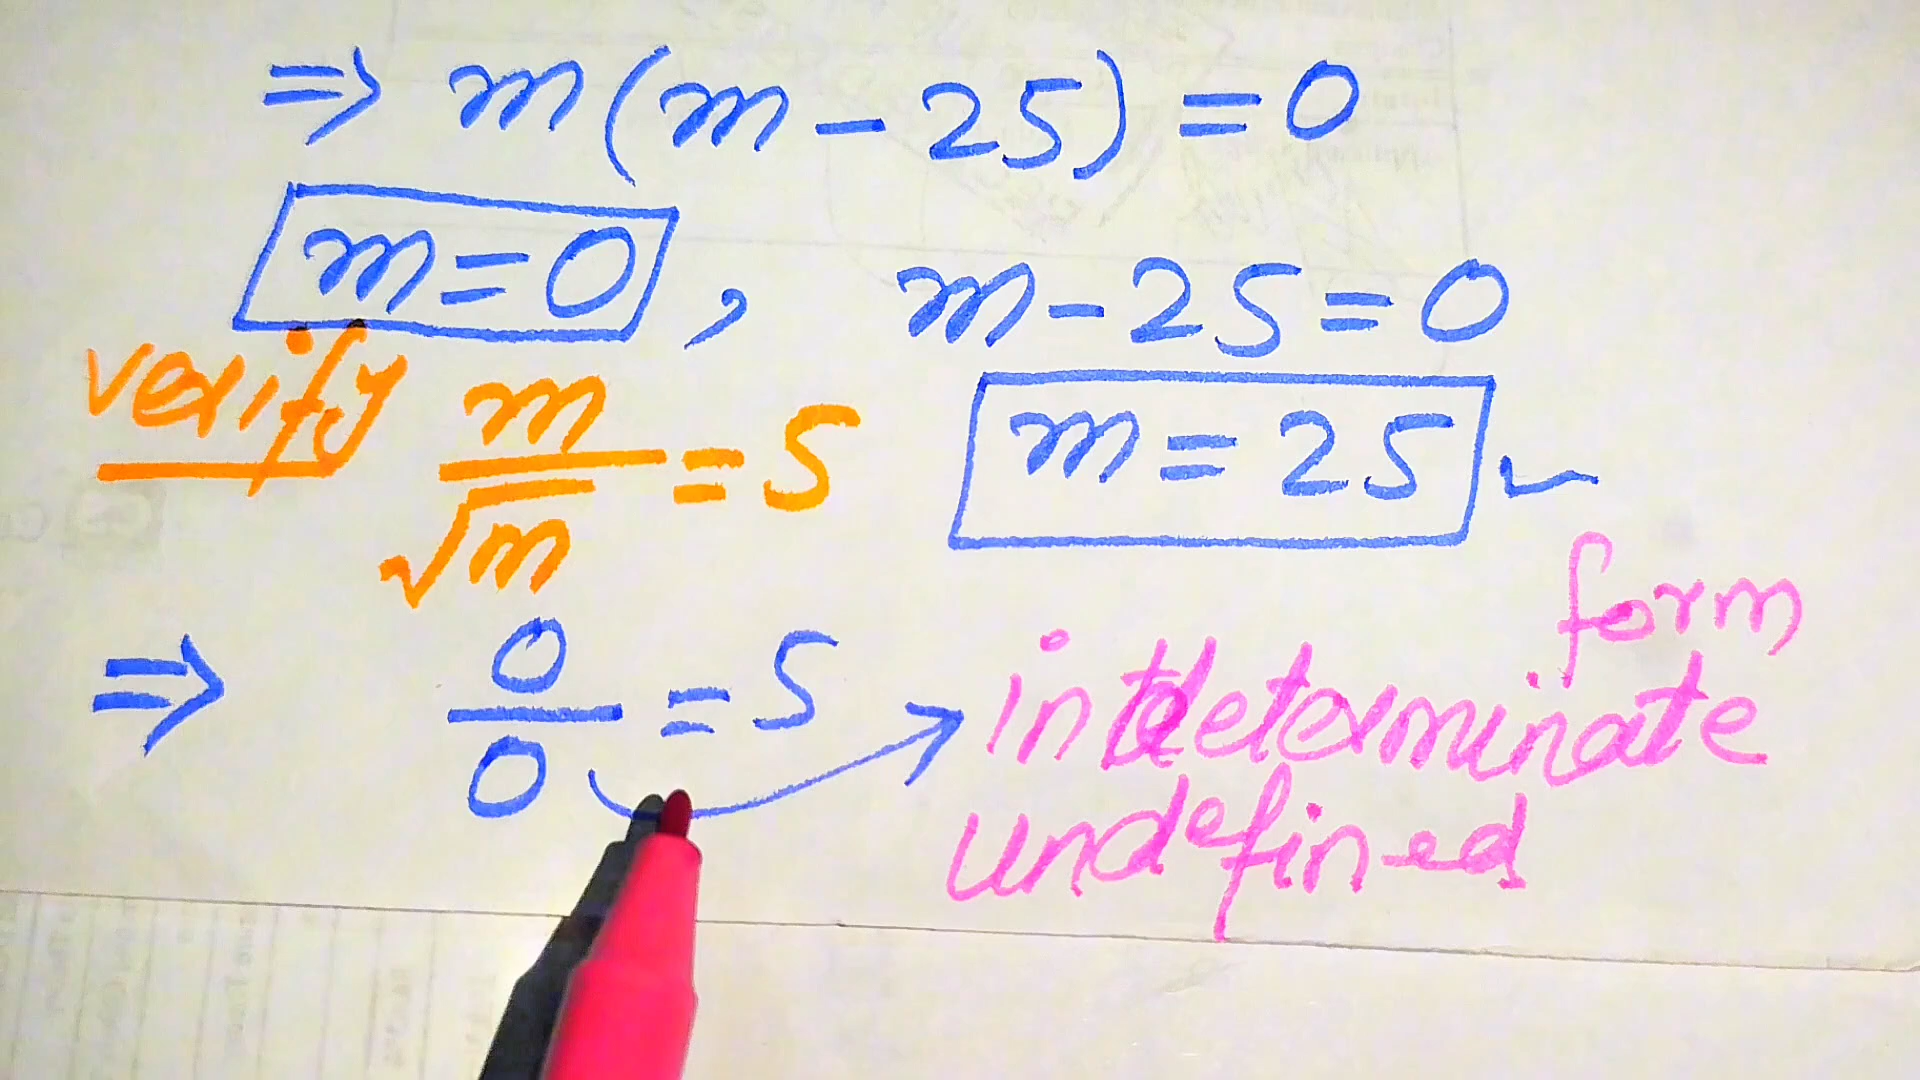 ⇒ m(m - 25) = 0
m = 0 , m - 25 = 0
verify m/√m = 5 m = 25 ✓
form
⇒ 0/0 = 5 → indeterminate
undefined